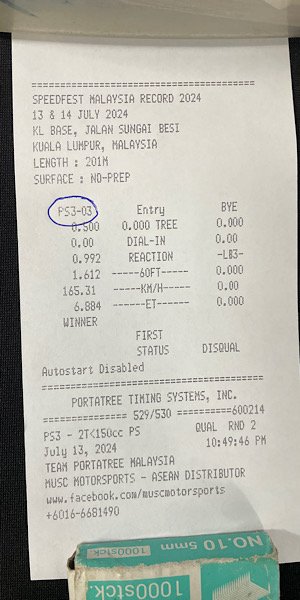 ==========================================
SPEEDFEST MALAYSIA RECORD 2024
13 & 14 JULY 2024
KL BASE, JALAN SUNGAI BESI
KUALA LUMPUR, MALAYSIA
LENGTH : 201M
SURFACE : NO-PREP
PS3-03 Entry BYE
0.500 0.000 TREE 0.000
0.00 DIAL-IN 0.00
0.992 REACTION -LB3-
1.612 ------60FT----- 0.000
165.31 ------KM/H----- 0.00
6.884 ------ET------- 0.000
WINNER
FIRST
STATUS DISQUAL
Autostart Disabled
==========================================
PORTATREE TIMING SYSTEMS, INC.
================ 529/530 ==========600214
PS3 - 2T<150cc PS QUAL RND 2
July 13, 2024 10:49:46 PM
TEAM PORTATREE MALAYSIA
MUSC MOTORSPORTS - ASEAN DISTRIBUTOR
www.facebook.com/muscmotorsports
+6016-6681490
NO.10 5mm 1000stck.
1000stck.